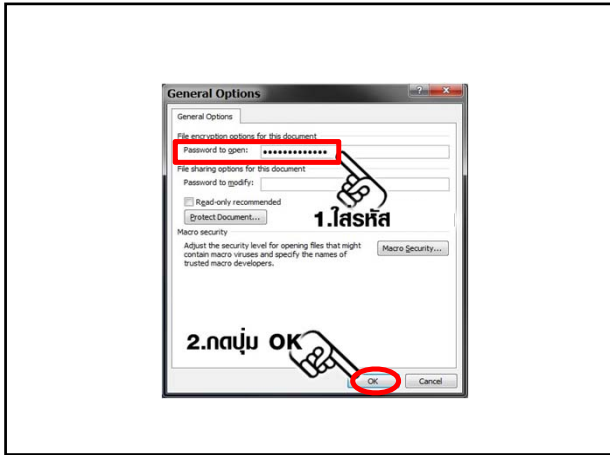 General Options
General Options
File encryption options for this document
Password to open: •••••••••••••
File sharing options for this document
Password to modify:
Read-only recommended
1.ใสรหัส
Protect Document...
Macro security
Adjust the security level for opening files that might
contain macro viruses and specify the names of
trusted macro developers.
Macro Security...
2.กดปุ่ม OK
OK
Cancel